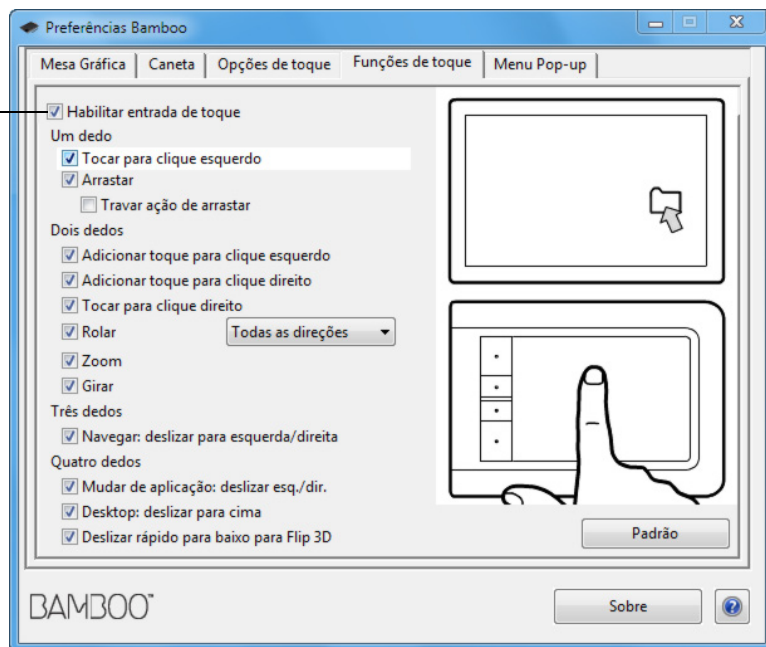 Preferências Bamboo
Mesa Gráfica Caneta Opções de toque Funções de toque Menu Pop-up
Habilitar entrada de toque
Um dedo
Tocar para clique esquerdo
Arrastar
Travar ação de arrastar
Dois dedos
Adicionar toque para clique esquerdo
Adicionar toque para clique direito
Tocar para clique direito
Rolar Todas as direções
Zoom
Girar
Três dedos
Navegar: deslizar para esquerda/direita
Quatro dedos
Mudar de aplicação: deslizar esq./dir.
Desktop: deslizar para cima
Deslizar rápido para baixo para Flip 3D
Padrão
BAMBOO™ Sobre ?